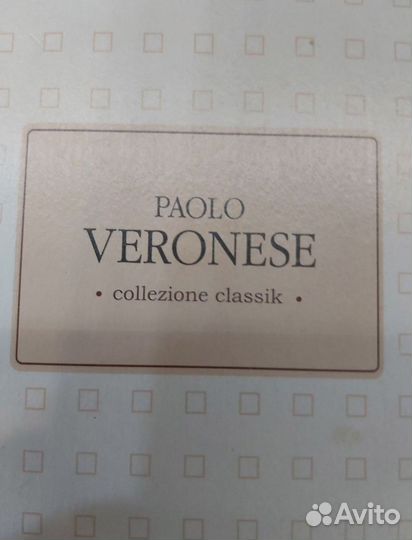 PAOLO
VERONESE
• collezione classik •
Avito